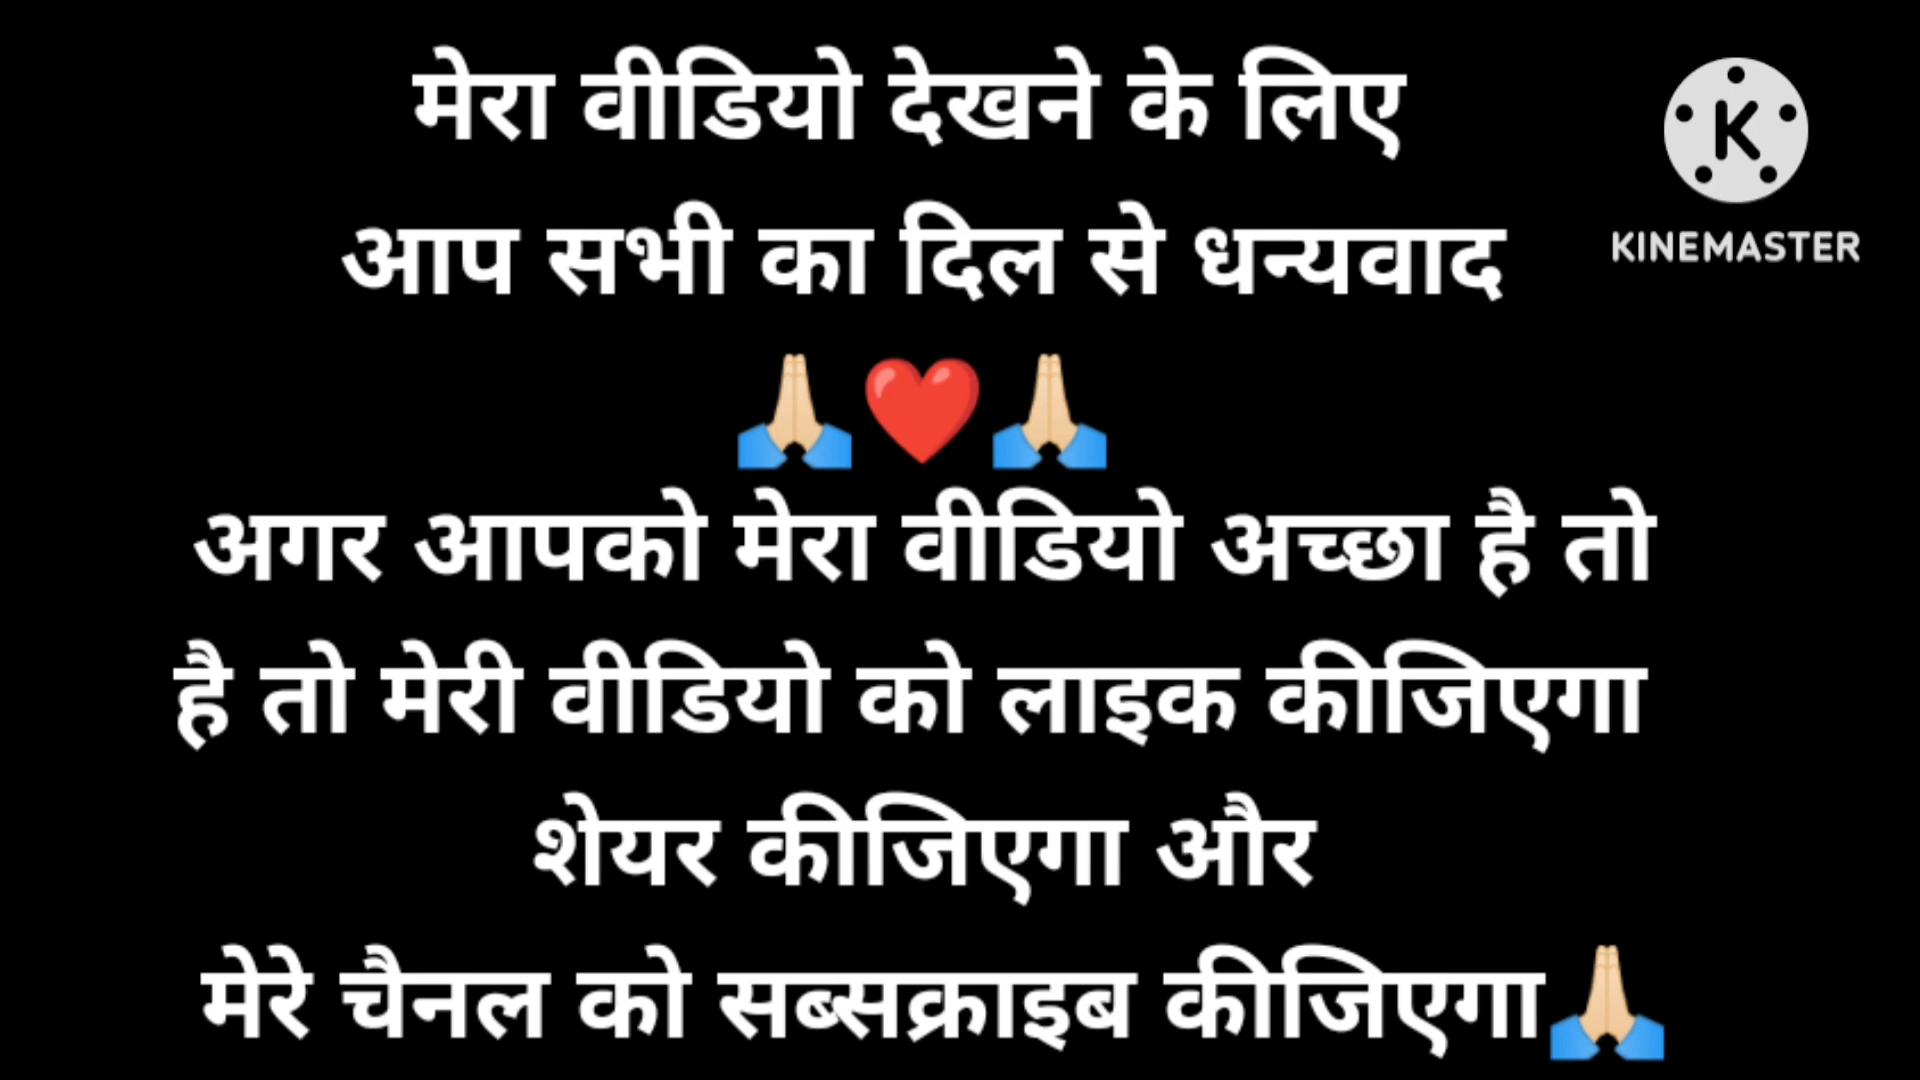 मेरा वीडियो देखने के लिए
आप सभी का दिल से धन्यवाद
🙏🏻❤️🙏🏻
अगर आपको मेरा वीडियो अच्छा है तो
है तो मेरी वीडियो को लाइक कीजिएगा
शेयर कीजिएगा और
मेरे चैनल को सब्सक्राइब कीजिएगा🙏🏻
K
KINEMASTER